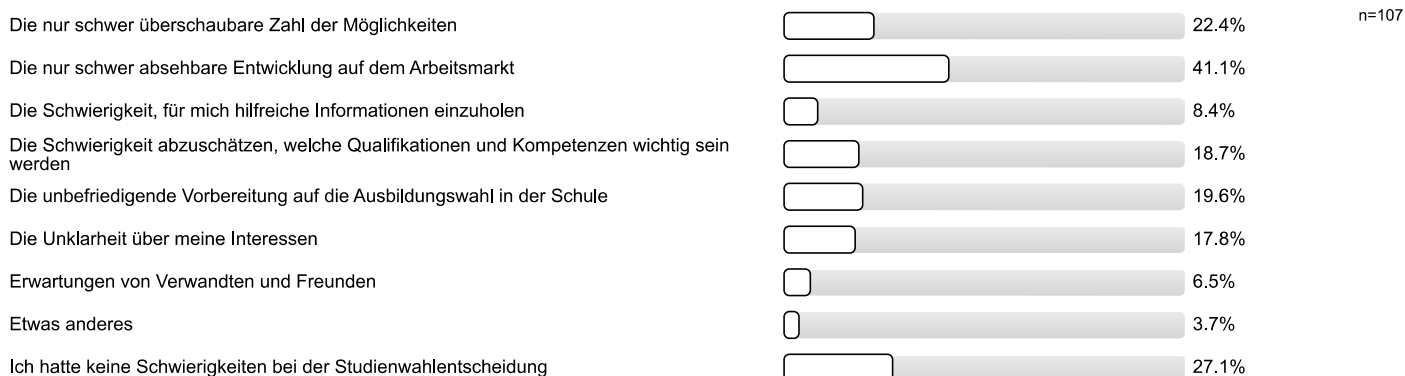 n=107
Die nur schwer überschaubare Zahl der Möglichkeiten 22.4%
Die nur schwer absehbare Entwicklung auf dem Arbeitsmarkt 41.1%
Die Schwierigkeit, für mich hilfreiche Informationen einzuholen 8.4%
Die Schwierigkeit abzuschätzen, welche Qualifikationen und Kompetenzen wichtig sein
werden 18.7%
Die unbefriedigende Vorbereitung auf die Ausbildungswahl in der Schule 19.6%
Die Unklarheit über meine Interessen 17.8%
Erwartungen von Verwandten und Freunden 6.5%
Etwas anderes 3.7%
Ich hatte keine Schwierigkeiten bei der Studienwahlentscheidung 27.1%